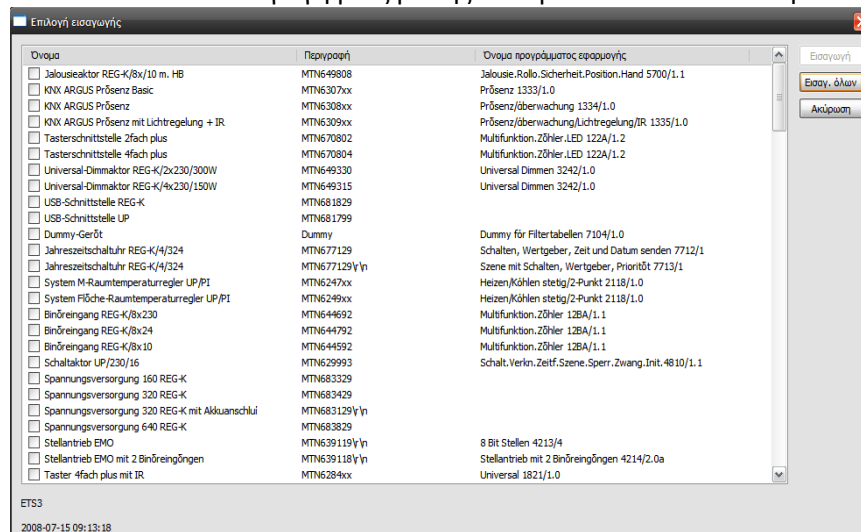 Επιλογή εισαγωγής
Όνομα Περιγραφή Όνομα προγράμματος εφαρμογής
Jalousieaktor REG-K/8x/10 m. HB MTN649808 Jalousie.Rollo.Sicherheit.Position.Hand 5700/1.1
KNX ARGUS Prõsenz Basic MTN6307xx Prõsenz 1333/1.0
KNX ARGUS Prõsenz MTN6308xx Prõsenz/áberwachung 1334/1.0
KNX ARGUS Prõsenz mit Lichtregelung + IR MTN6309xx Prõsenz/áberwachung/Lichtregelung/IR 1335/1.0
Tasterschnittstelle 2fach plus MTN670802 Multifunktion.Zõhler.LED 122A/1.2
Tasterschnittstelle 4fach plus MTN670804 Multifunktion.Zõhler.LED 122A/1.2
Universal-Dimmaktor REG-K/2x230/300W MTN649330 Universal Dimmen 3242/1.0
Universal-Dimmaktor REG-K/4x230/150W MTN649315 Universal Dimmen 3242/1.0
USB-Schnittstelle REG-K MTN681829
USB-Schnittstelle UP MTN681799
Dummy-Gerõt Dummy Dummy fór Filtertabellen 7104/1.0
Jahreszeitschaltuhr REG-K/4/324 MTN677129 Schalten, Wertgeber, Zeit und Datum senden 7712/1
Jahreszeitschaltuhr REG-K/4/324 MTN677129\r\n Szene mit Schalten, Wertgeber, Prioritõt 7713/1
System M-Raumtemperaturregler UP/PI MTN6247xx Heizen/Kóhlen stetig/2-Punkt 2118/1.0
System Flõche-Raumtemperaturregler UP/PI MTN6249xx Heizen/Kóhlen stetig/2-Punkt 2118/1.0
Binõreingang REG-K/8x230 MTN644692 Multifunktion.Zõhler 12BA/1.1
Binõreingang REG-K/8x24 MTN644792 Multifunktion.Zõhler 12BA/1.1
Binõreingang REG-K/8x10 MTN644592 Multifunktion.Zõhler 12BA/1.1
Schaltaktor UP/230/16 MTN629993 Schalt.Verkn.Zeitf.Szene.Sperr.Zwang.Init.4810/1.1
Spannungsversorgung 160 REG-K MTN683329
Spannungsversorgung 320 REG-K MTN683429
Spannungsversorgung 320 REG-K mit Akkuanschluí MTN683129\r\n
Spannungsversorgung 640 REG-K MTN683829
Stellantrieb EMO MTN639119\r\n 8 Bit Stellen 4213/4
Stellantrieb EMO mit 2 Binõreingõngen MTN639118\r\n Stellantrieb mit 2 Binõreingõngen 4214/2.0a
Taster 4fach plus mit IR MTN6284xx Universal 1821/1.0
Εισαγωγή
Εισαγ. όλων
Ακύρωση
ETS3
2008-07-15 09:13:18